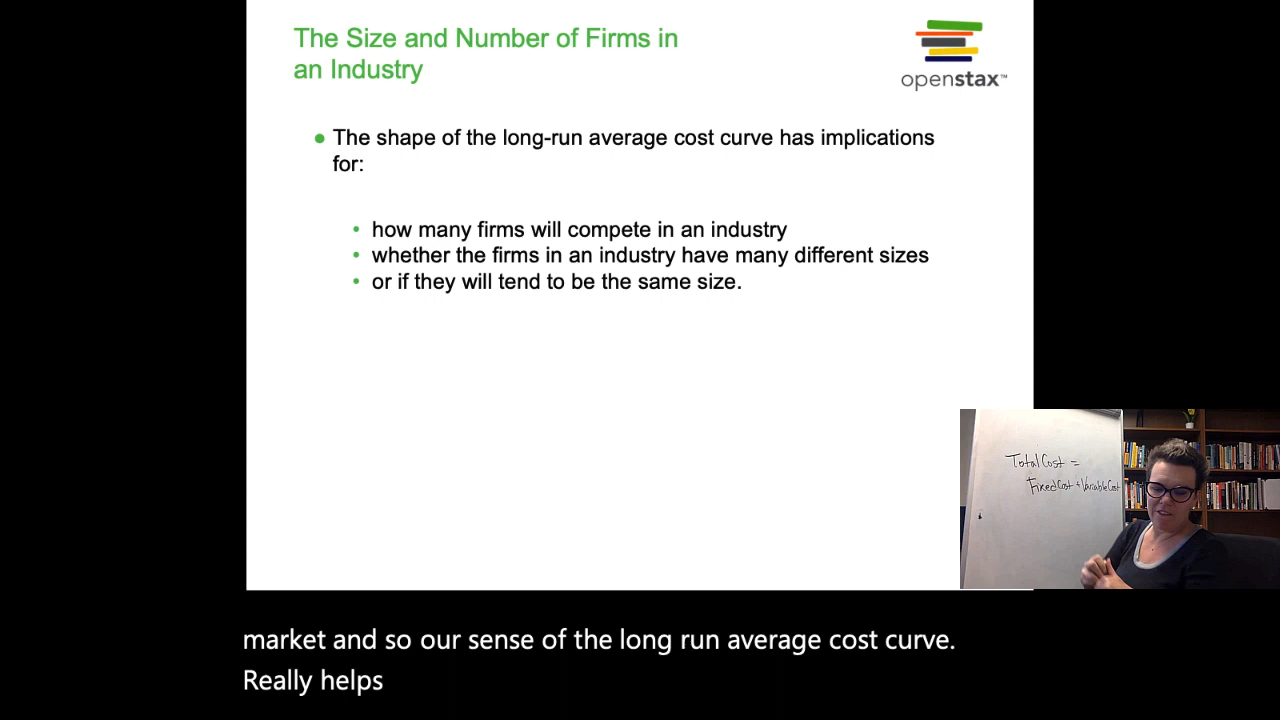 The Size and Number of Firms in
an Industry
openstax™
● The shape of the long-run average cost curve has implications
for:
• how many firms will compete in an industry
• whether the firms in an industry have many different sizes
• or if they will tend to be the same size.
Total Cost =
Fixed Cost + Variable Cost
market and so our sense of the long run average cost curve.
Really helps